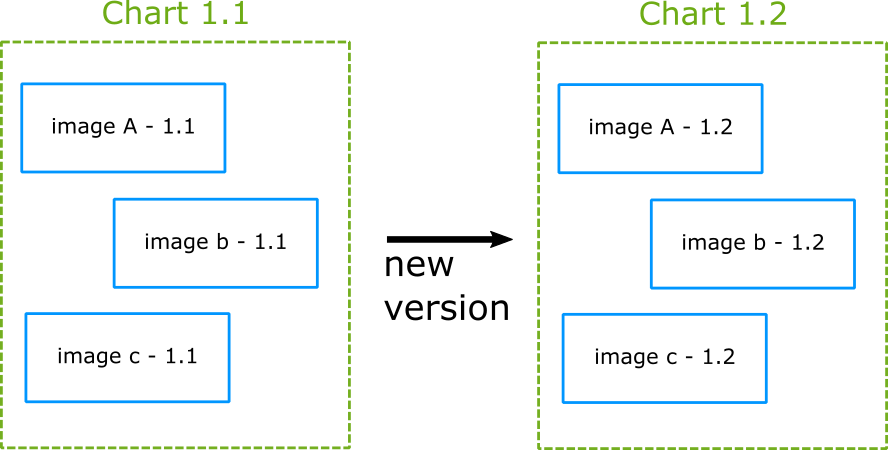 Chart 1.1
image A - 1.1
image b - 1.1
image c - 1.1
new
version
Chart 1.2
image A - 1.2
image b - 1.2
image c - 1.2